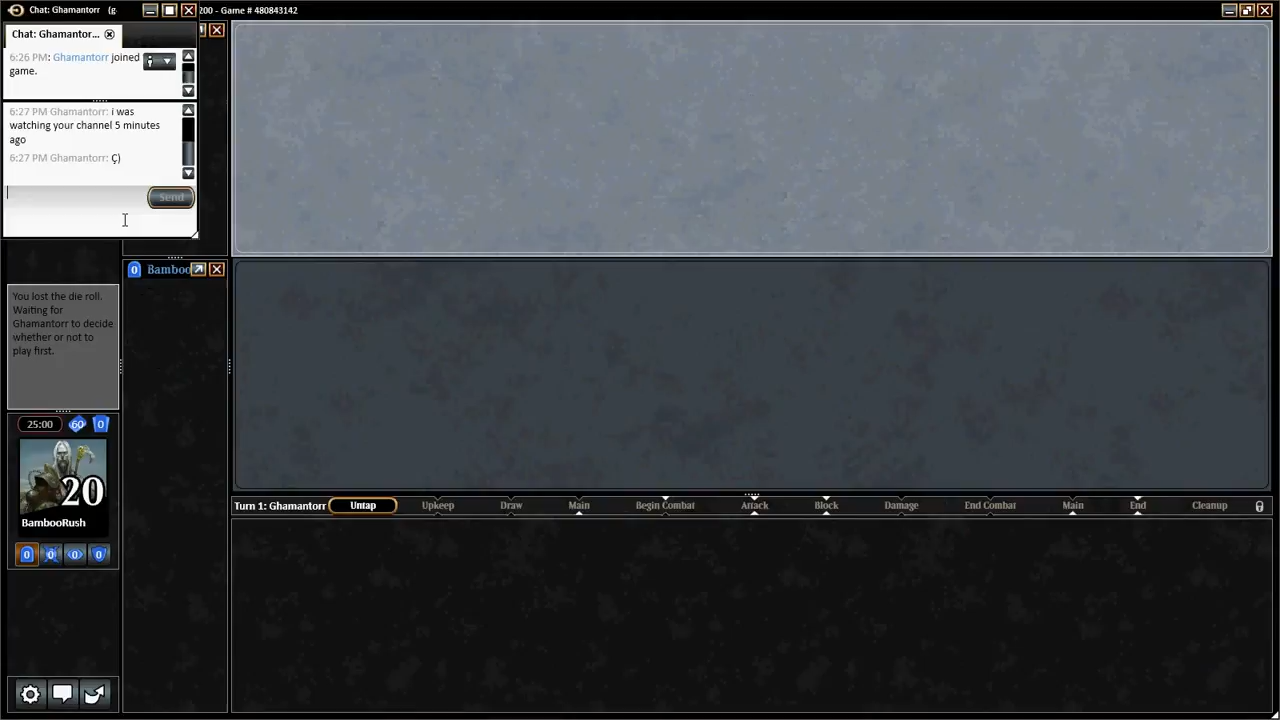 Chat: Ghamantorr (g
200 - Game # 480843142
Chat: Ghamantor...
6:26 PM: Ghamantorr joined
game.
6:27 PM Ghamantorr: i was
watching your channel 5 minutes
ago
6:27 PM Ghamantorr: Ç)
Send
0 Bamboo
You lost the die roll.
Waiting for
Ghamantorr to decide
whether or not to
play first.
25:00 60 0
20
BambooRush
0 0 0 0
Turn 1: Ghamantorr Untap Upkeep Draw Main Begin Combat Attack Block Damage End Combat Main End Cleanup